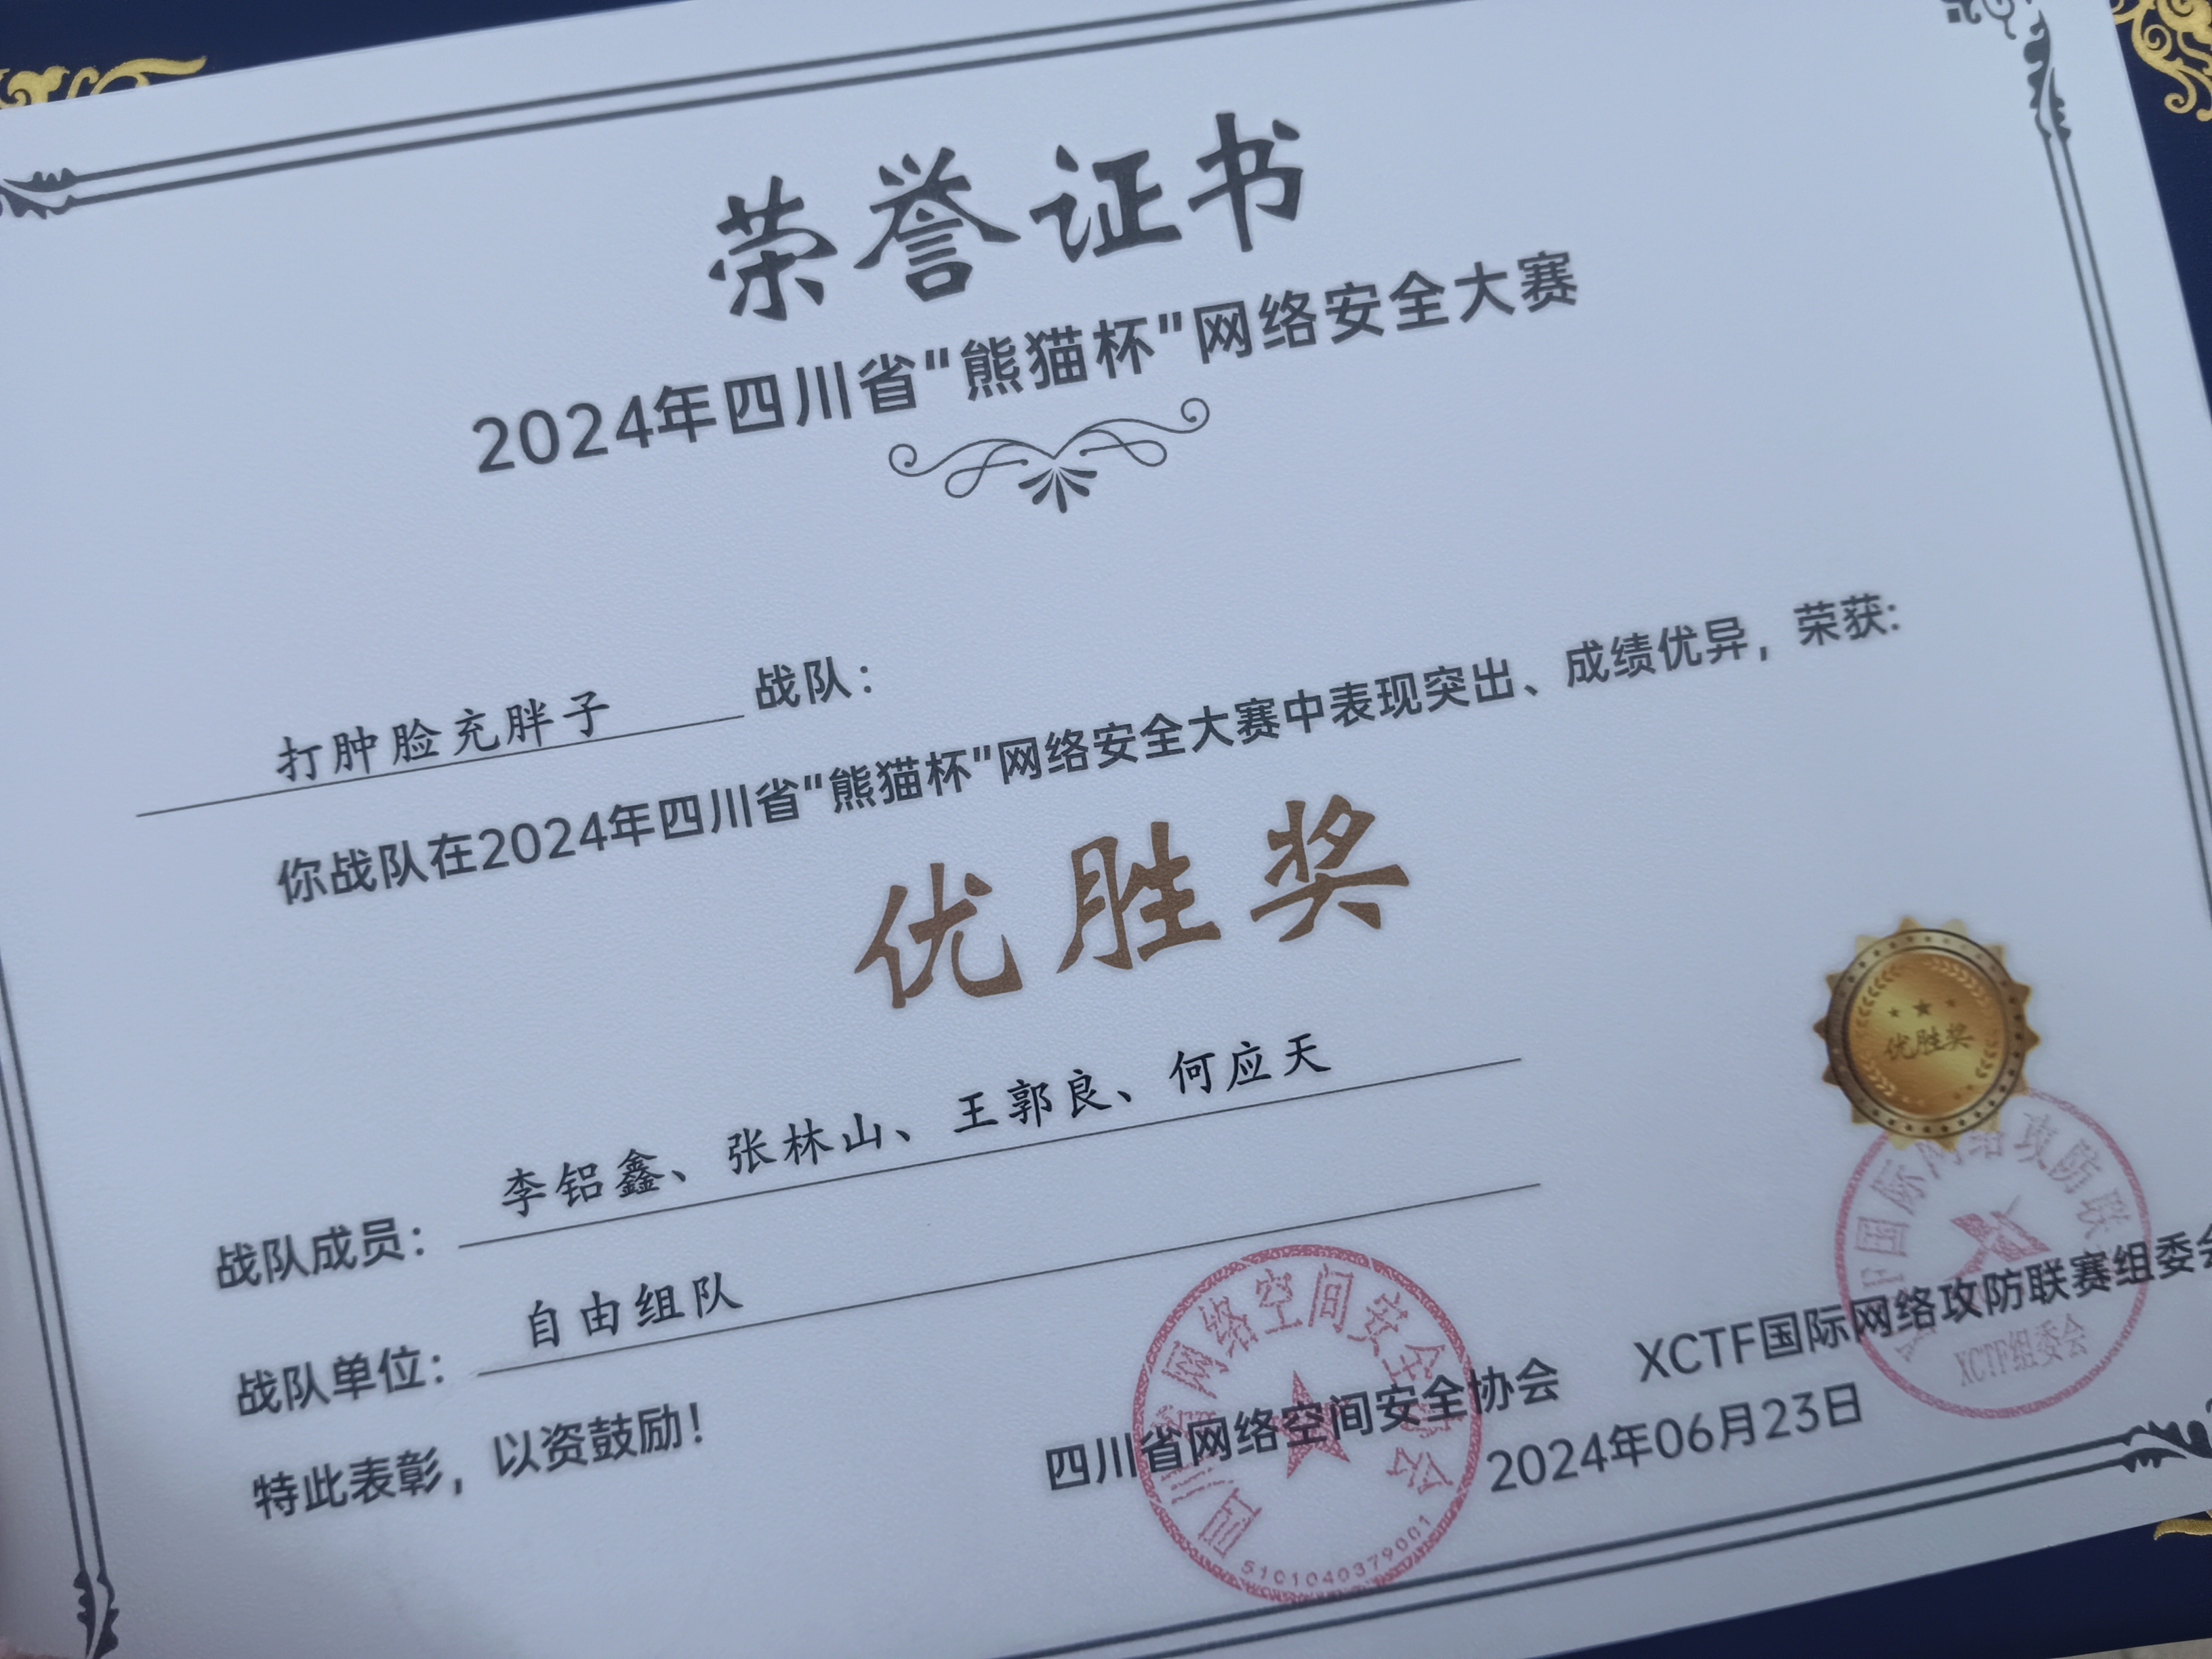 荣誉证书
2024年四川省"熊猫杯"网络安全大赛
打肿脸充胖子 战队：
你战队在2024年四川省"熊猫杯"网络安全大赛中表现突出、成绩优异，荣获:
优胜奖
优胜奖
战队成员： 李铝鑫、张林山、王郭良、何应天
战队单位： 自由组队
特此表彰，以资鼓励！
四川省网络空间安全协会 XCTF国际网络攻防联赛组委会
2024年06月23日
四川省网络空间安全协会
5101040379001
国际网络攻防联
XCTF组委会